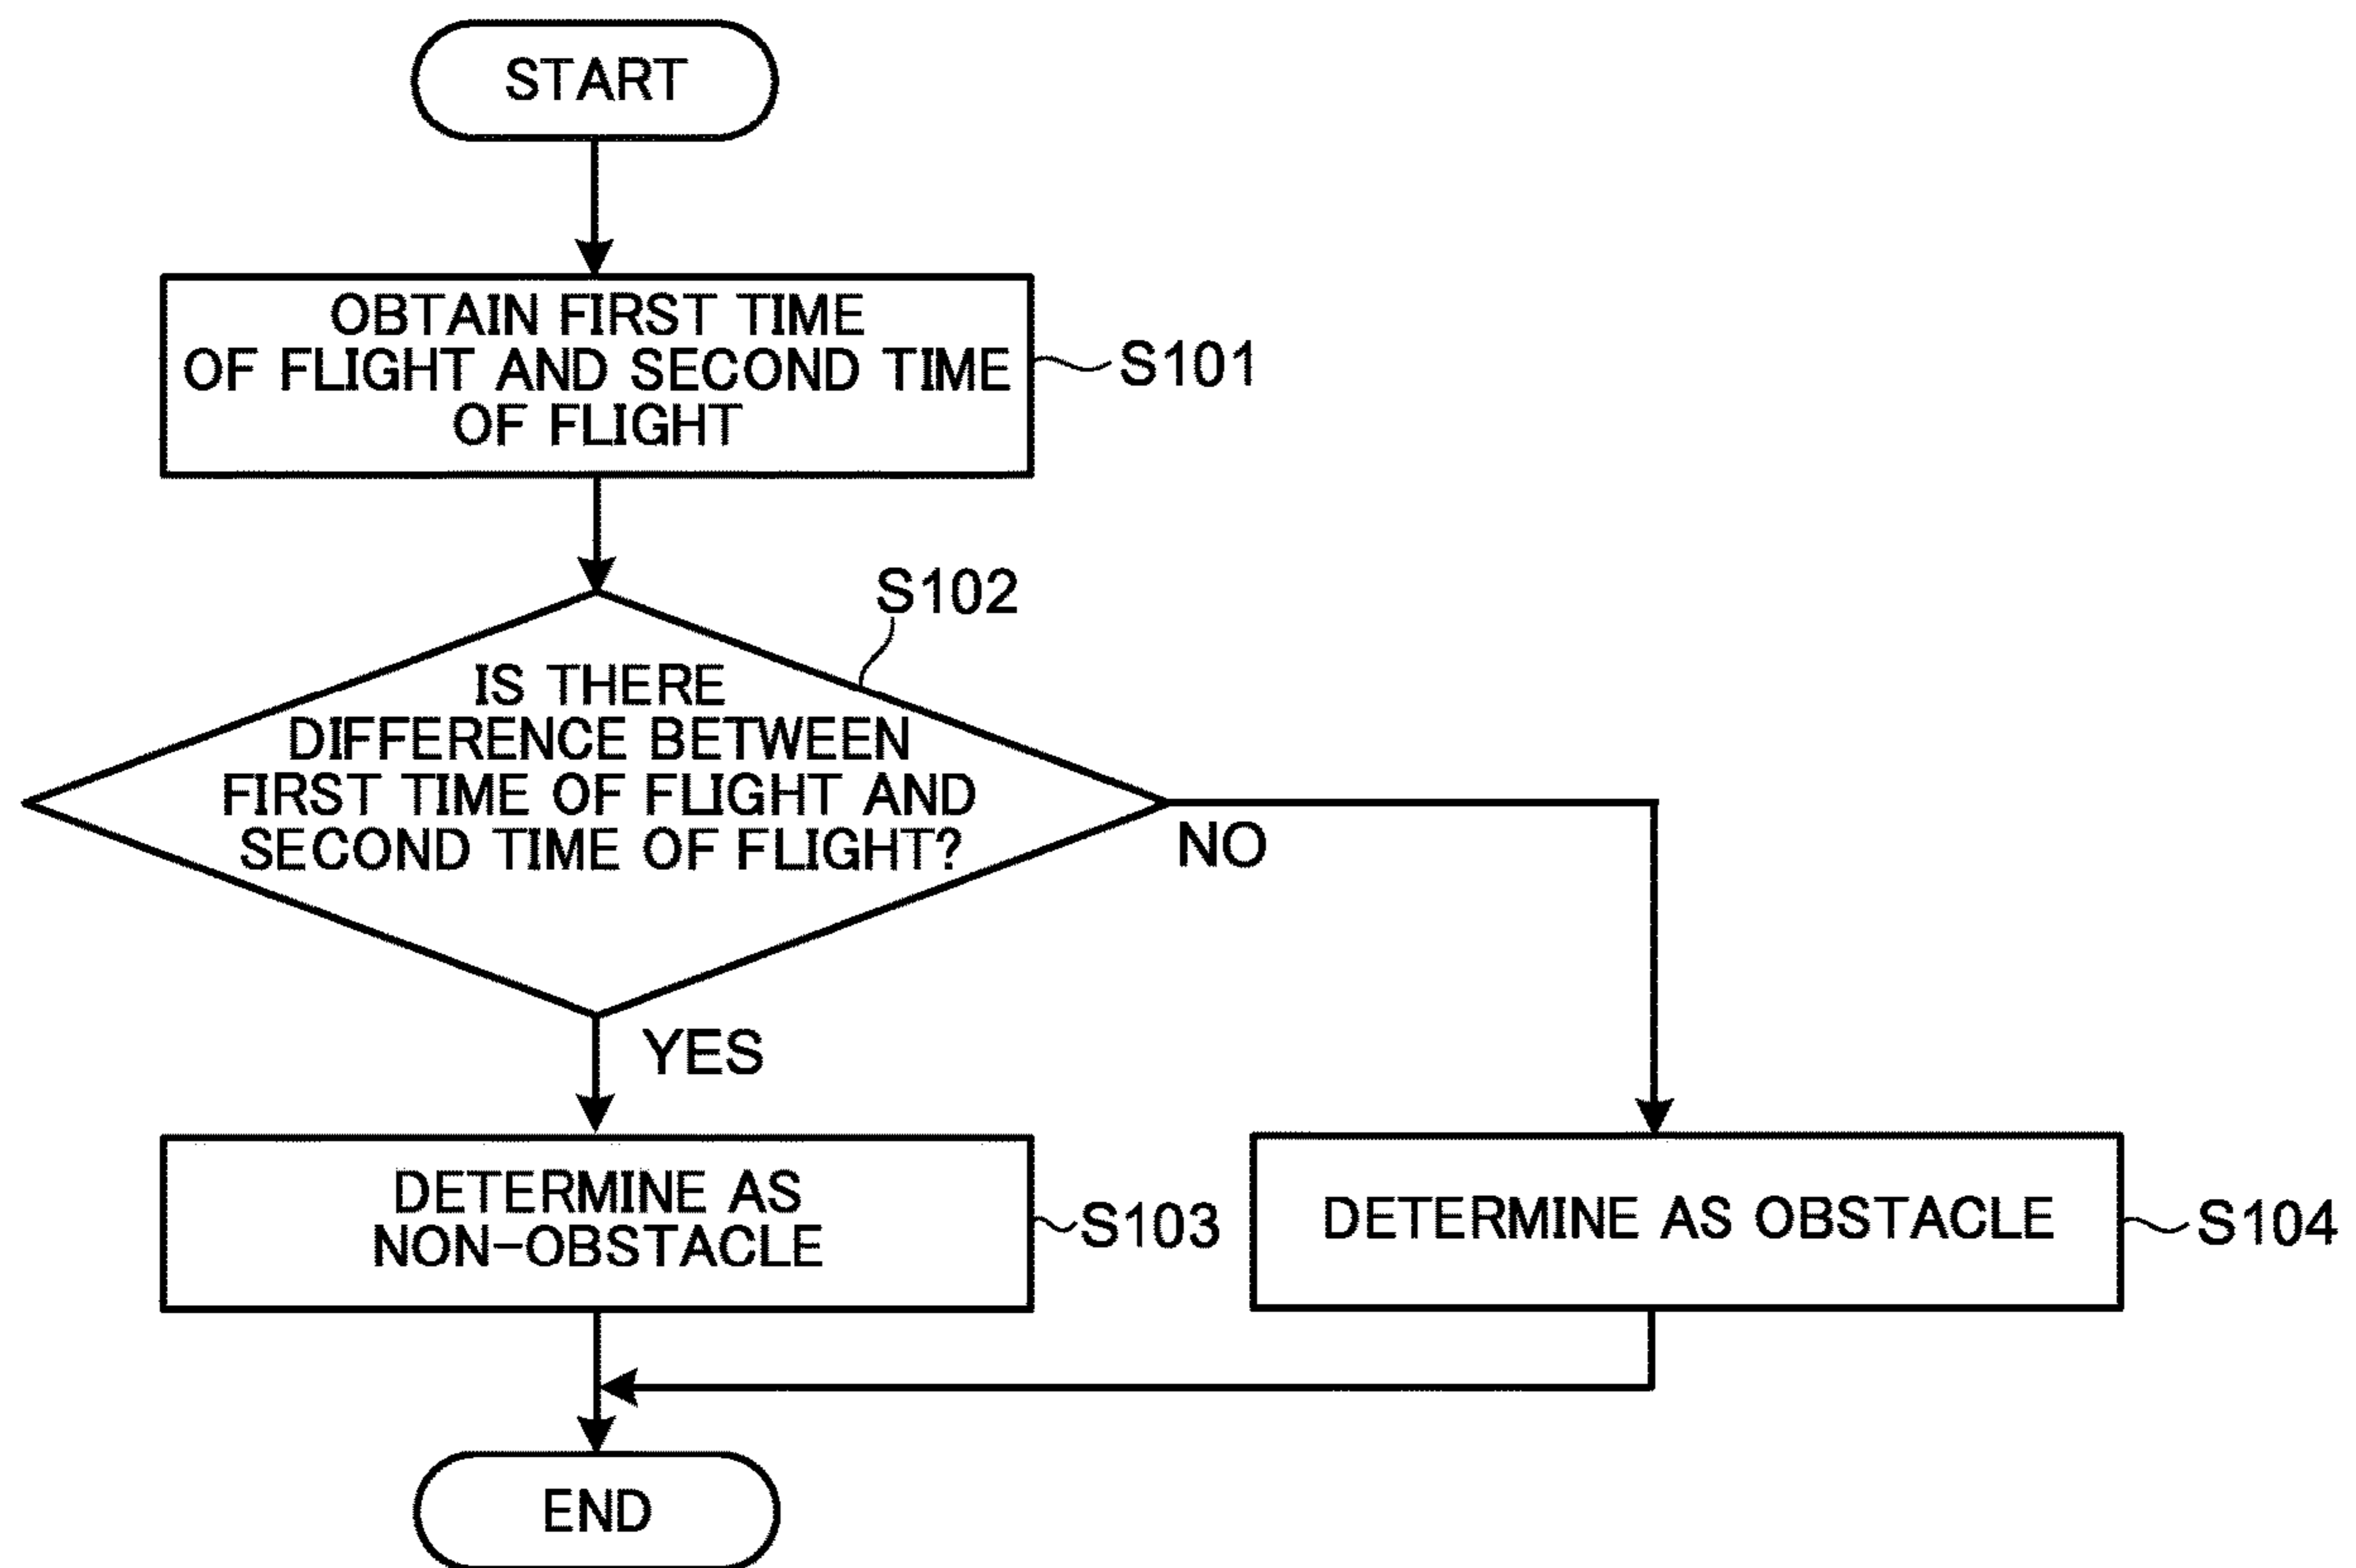 START
OBTAIN FIRST TIME
OF FLIGHT AND SECOND TIME
OF FLIGHT
S101
S102
IS THERE
DIFFERENCE BETWEEN
FIRST TIME OF FLIGHT AND
SECOND TIME OF FLIGHT?
NO
YES
DETERMINE AS
NON-OBSTACLE
S103
DETERMINE AS OBSTACLE
S104
END